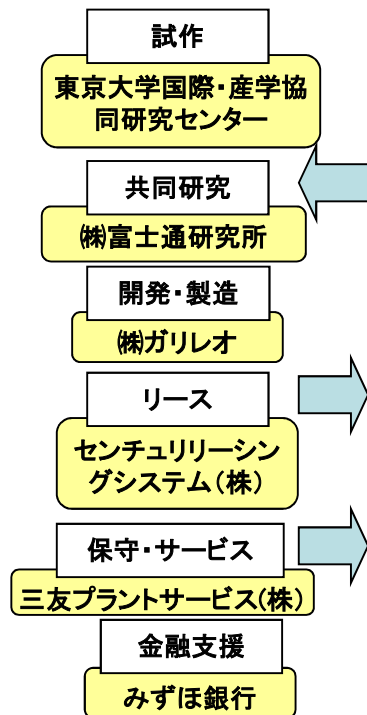 試作
東京大学国際・産学協
同研究センター
共同研究
㈱富士通研究所
開発・製造
㈱ガリレオ
リース
センチュリリーシン
グシステム（株）
保守・サービス
三友プラントサービス(株)
金融支援
みずほ銀行